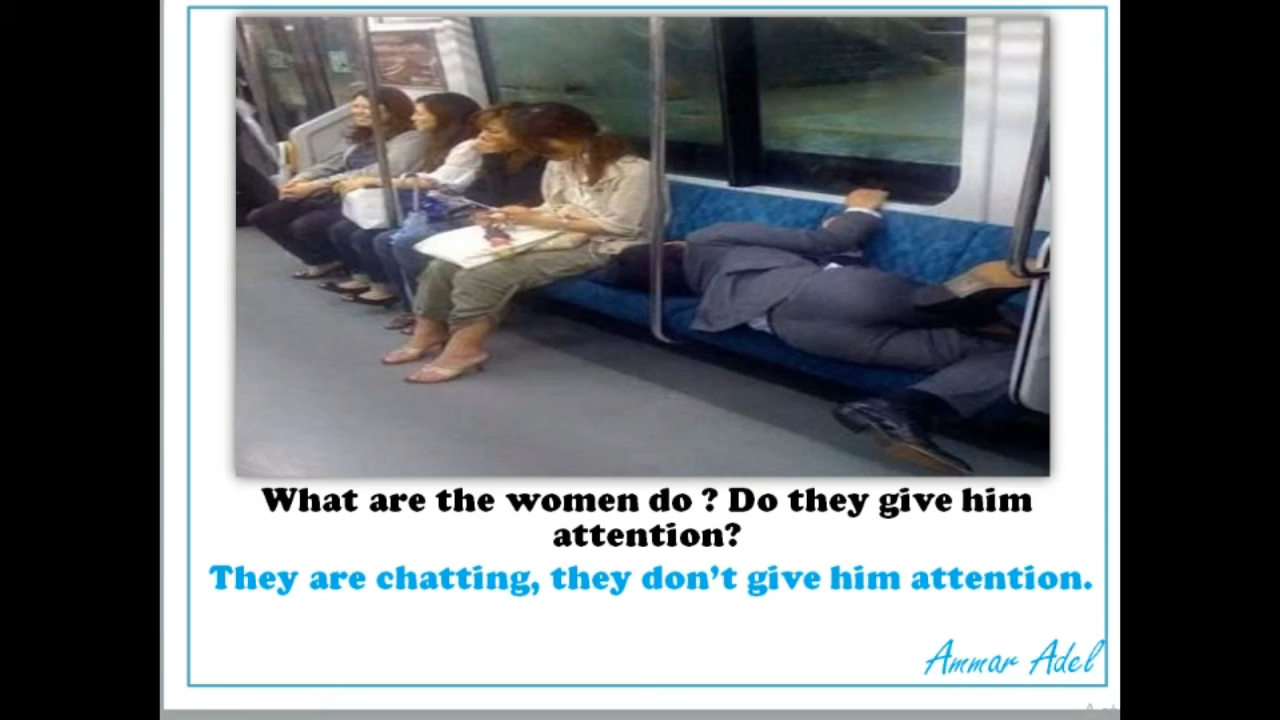 What are the women do ? Do they give him
attention?
They are chatting, they don't give him attention.
Ammar Adel